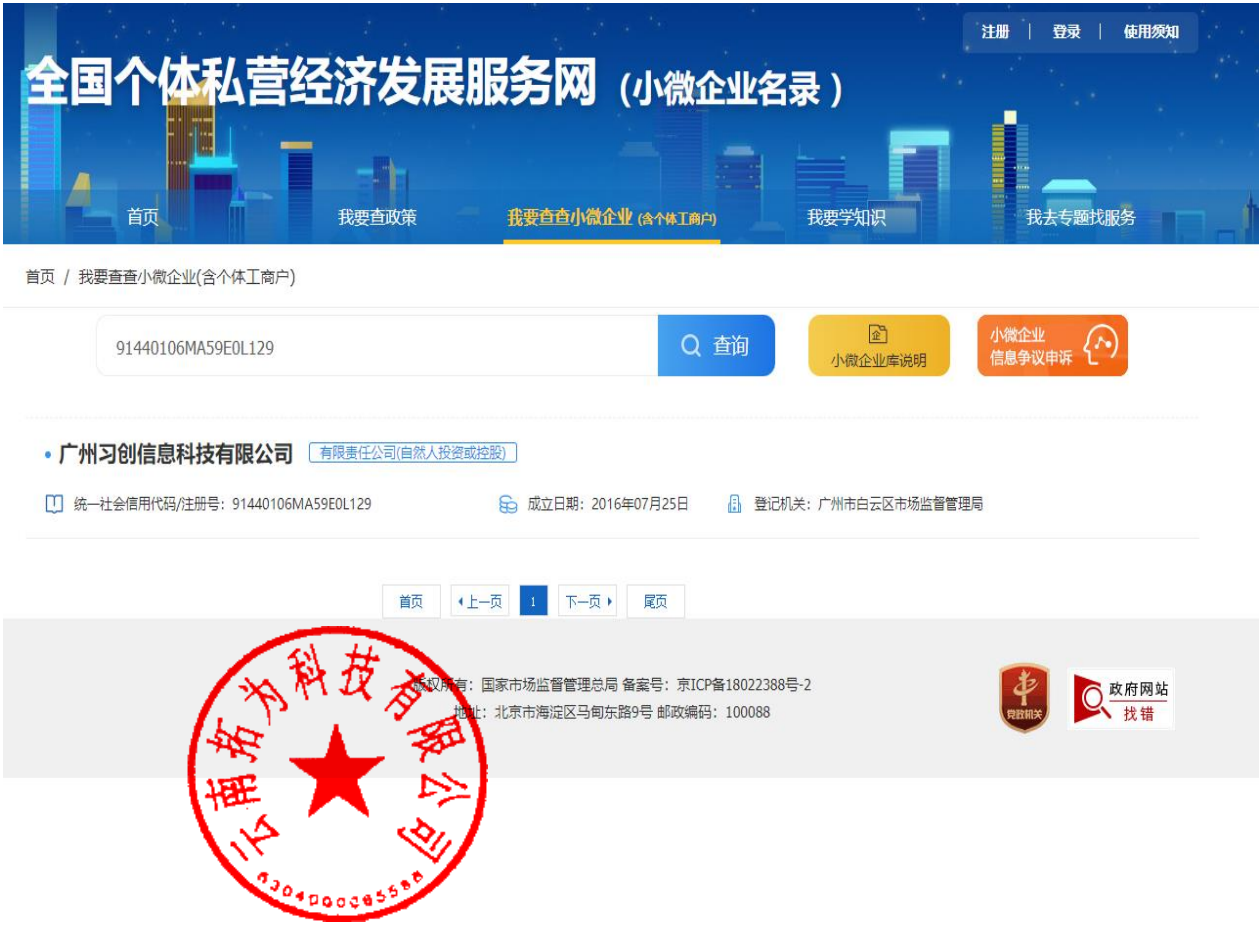 注册 | 登录 | 使用须知
全国个体私营经济发展服务网（小微企业名录）
首页 我要查政策 我要查查小微企业 (含个体工商户) 我要学知识 我去专题找服务
首页 / 我要查查小微企业(含个体工商户)
91440106MA59E0L129 查询
企
小微企业库说明
小微企业
信息争议申诉
广州习创信息科技有限公司 有限责任公司(自然人投资或控股)
统一社会信用代码/注册号：91440106MA59E0L129 成立日期：2016年07月25日 登记机关：广州市白云区市场监督管理局
首页 上一页 1 下一页 尾页
版权所有：国家市场监督管理总局 备案号：京ICP备18022388号-2
地址：北京市海淀区马甸东路9号 邮政编码：100088
党政机关
政府网站
找错
云南拓为科技有限公司